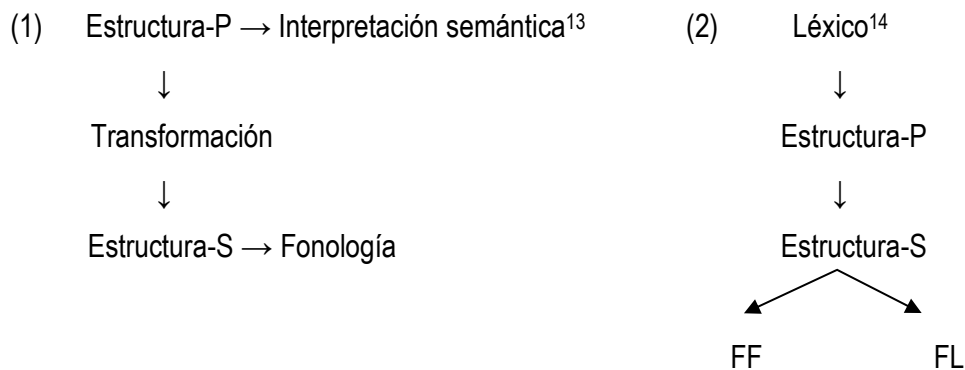 (1) Estructura-P → Interpretación semántica¹³ (2) Léxico¹⁴
↓ ↓
Transformación Estructura-P
↓ ↓
Estructura-S → Fonología Estructura-S
FF FL